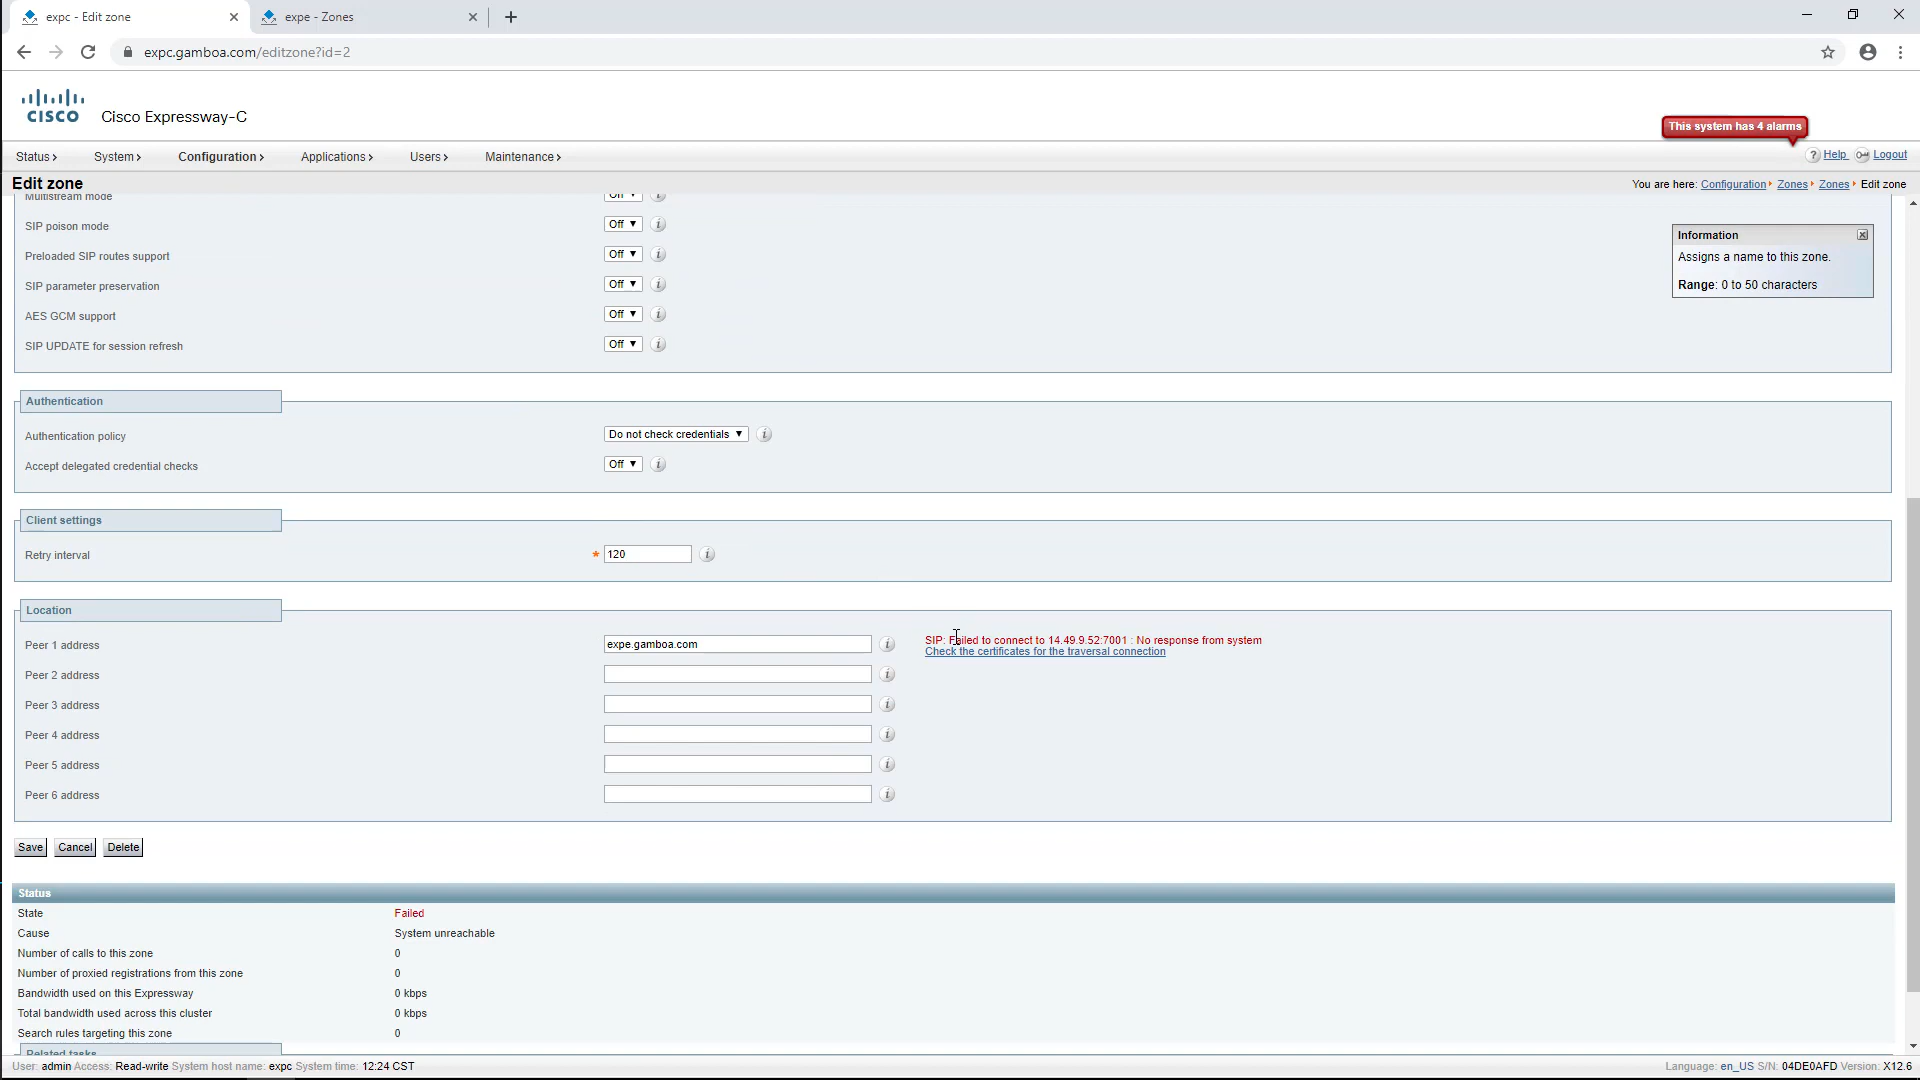 expc - Edit zone
expe - Zones
expc.gamboa.com/editzone?id=2
CISCO
Cisco Expressway-C
This system has 4 alarms
Status
System
Configuration
Applications
Users
Maintenance
Help
Logout
Edit zone
You are here: Configuration Zones Zones Edit zone
Multistream mode
SIP poison mode
Off
Preloaded SIP routes support
Off
SIP parameter preservation
Off
AES GCM support
Off
SIP UPDATE for session refresh
Off
Information
Assigns a name to this zone.
Range: 0 to 50 characters
Authentication
Authentication policy
Do not check credentials
Accept delegated credential checks
Off
Client settings
Retry interval
* 120
Location
Peer 1 address
expe.gamboa.com
SIP: Failed to connect to 14.49.9.52:7001 : No response from system
Check the certificates for the traversal connection
Peer 2 address
Peer 3 address
Peer 4 address
Peer 5 address
Peer 6 address
Save
Cancel
Delete
Status
State Failed
Cause System unreachable
Number of calls to this zone 0
Number of proxied registrations from this zone 0
Bandwidth used on this Expressway 0 kbps
Total bandwidth used across this cluster 0 kbps
Search rules targeting this zone 0
Related tasks
User: admin Access: Read-write System host name: expc System time: 12:24 CST
Language: en_US S/N: 04DE0AFD Version: X12.6